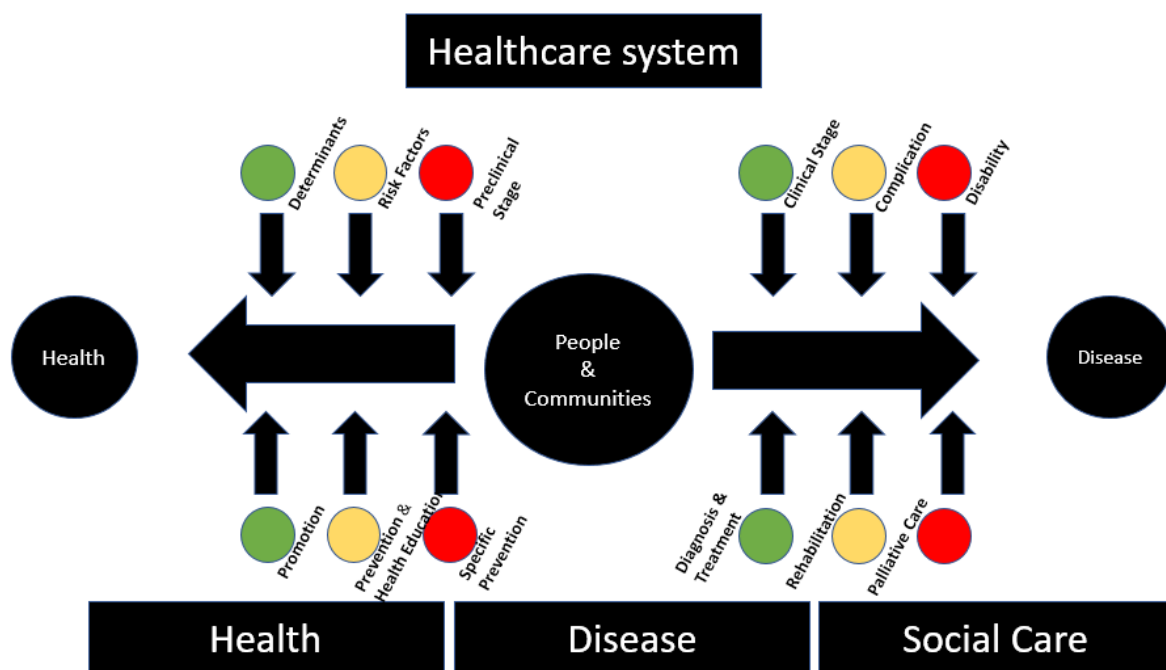 Healthcare system
Determinants
Risk Factors
Preclinical
Stage
Clinical Stage
Complication
Disability
Health
People
&
Communities
Disease
Promotion
Prevention &
Health Education
Specific
Prevention
Diagnosis &
Treatment
Rehabilitation
Palliative Care
Health
Disease
Social Care